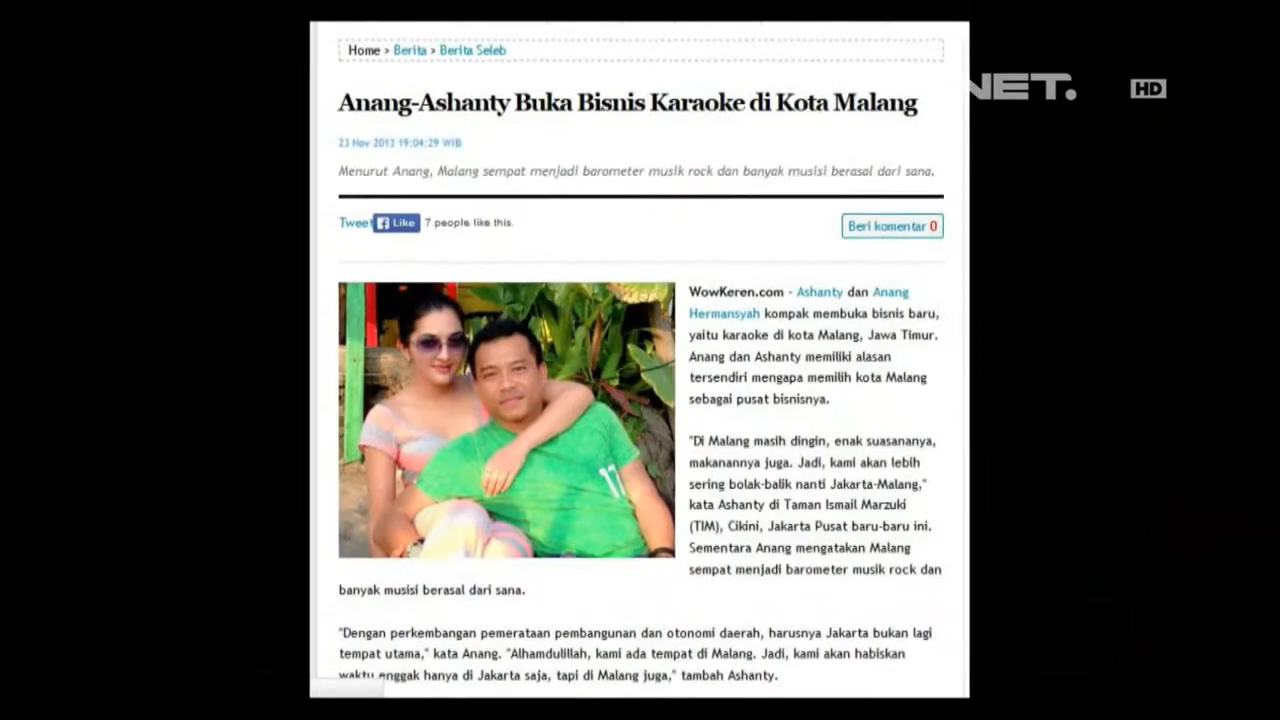 Home > Berita > Berita Seleb
NET.
HD
Anang-Ashanty Buka Bisnis Karaoke di Kota Malang
23 Nov 2013 19:04:29 WIB
Menurut Anang, Malang sempat menjadi barometer musik rock dan banyak musisi berasal dari sana.
Tweet Like 7 people like this.
Beri komentar 0
WowKeren.com - Ashanty dan Anang
Hermansyah kompak membuka bisnis baru,
yaitu karaoke di kota Malang, Jawa Timur.
Anang dan Ashanty memiliki alasan
tersendiri mengapa memilih kota Malang
sebagai pusat bisnisnya.
"Di Malang masih dingin, enak suasananya,
makanannya juga. Jadi, kami akan lebih
sering bolak-balik nanti Jakarta-Malang,"
kata Ashanty di Taman Ismail Marzuki
(TIM), Cikini, Jakarta Pusat baru-baru ini.
Sementara Anang mengatakan Malang
sempat menjadi barometer musik rock dan
banyak musisi berasal dari sana.
"Dengan perkembangan pemerataan pembangunan dan otonomi daerah, harusnya Jakarta bukan lagi
tempat utama," kata Anang. "Alhamdulillah, kami ada tempat di Malang. Jadi, kami akan habiskan
waktu enggak hanya di Jakarta saja, tapi di Malang juga," tambah Ashanty.